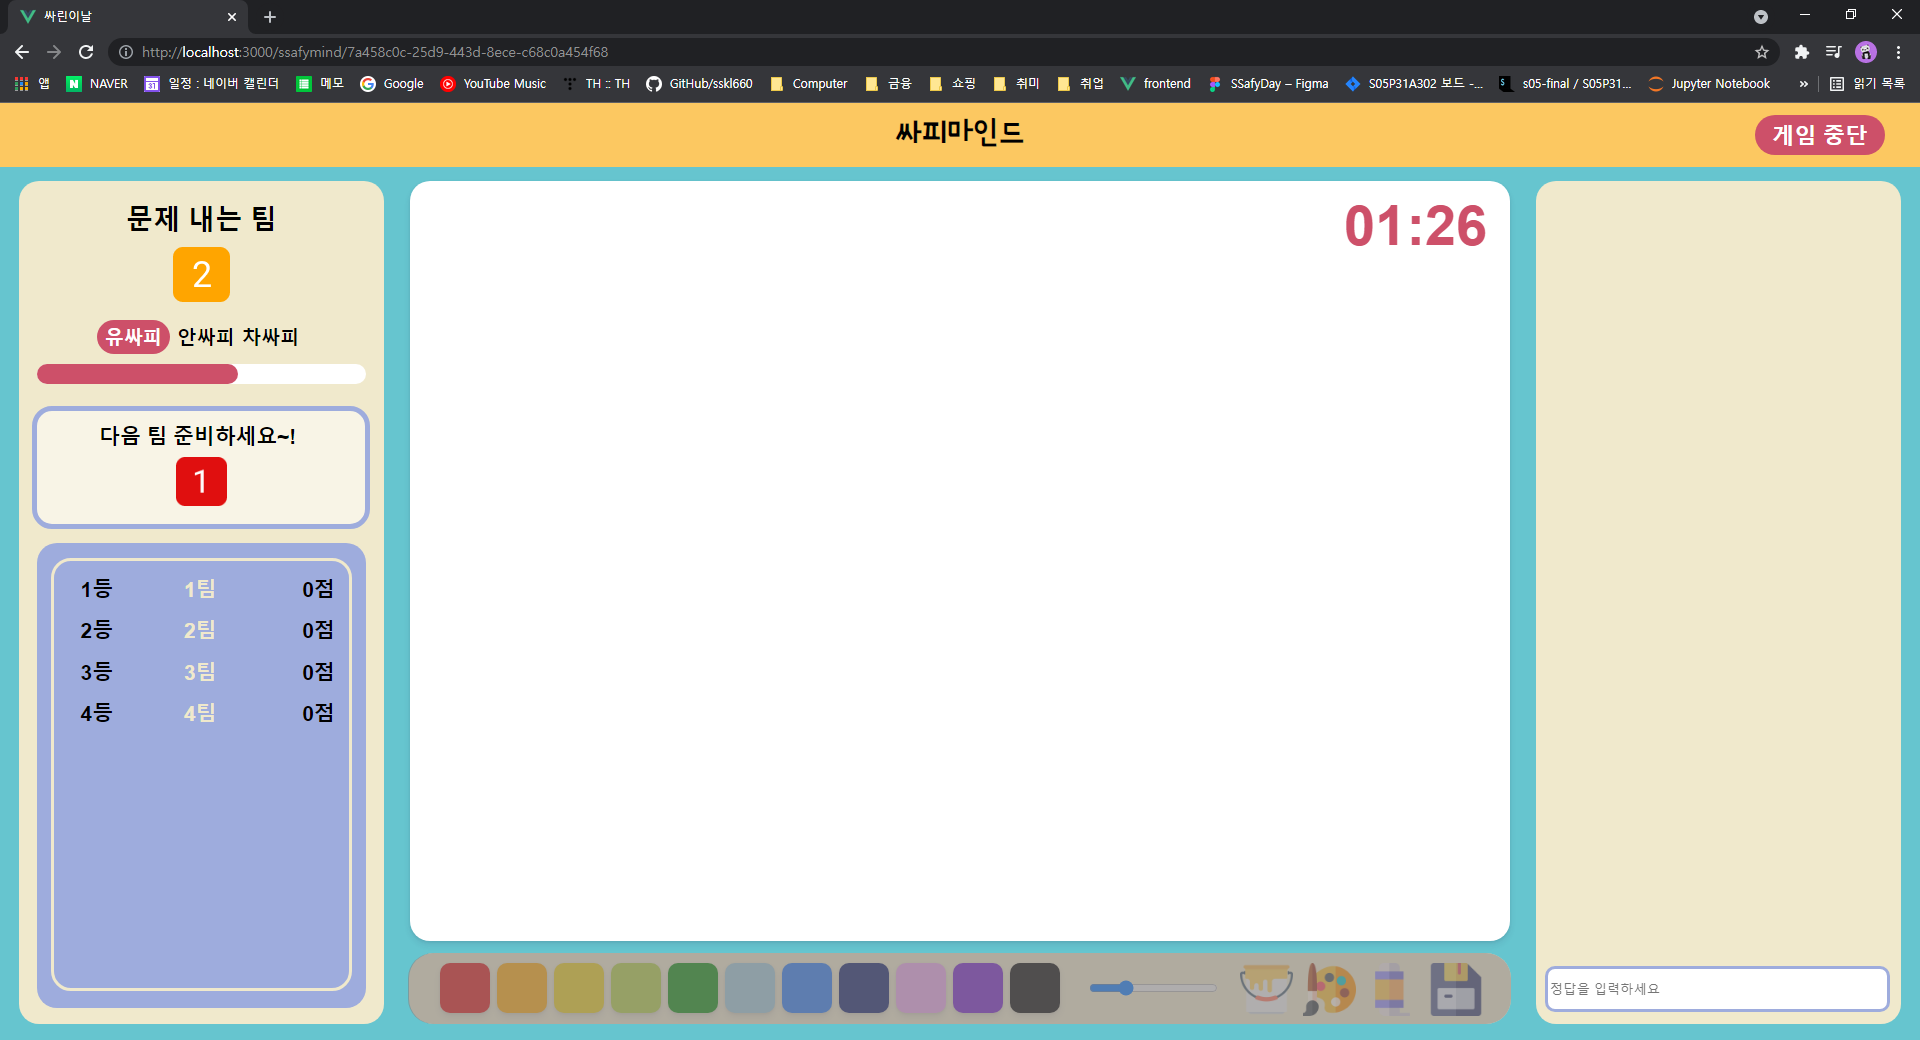 싸린이날
http://localhost:3000/ssafymind/7a458c0c-25d9-443d-8ece-c68c0a454f68
앱 NAVER 일정 : 네이버 캘린더 메모 Google YouTube Music TH :: TH GitHub/sskl660 Computer 금융 쇼핑 취미 취업 frontend SSafyDay – Figma S05P31A302 보드 -... s05-final / S05P31... Jupyter Notebook » 읽기 목록
싸피마인드
게임 중단
문제 내는 팀
2
유싸피 안싸피 차싸피
다음 팀 준비하세요~!
1
1등 1팀 0점
2등 2팀 0점
3등 3팀 0점
4등 4팀 0점
01:26
정답을 입력하세요